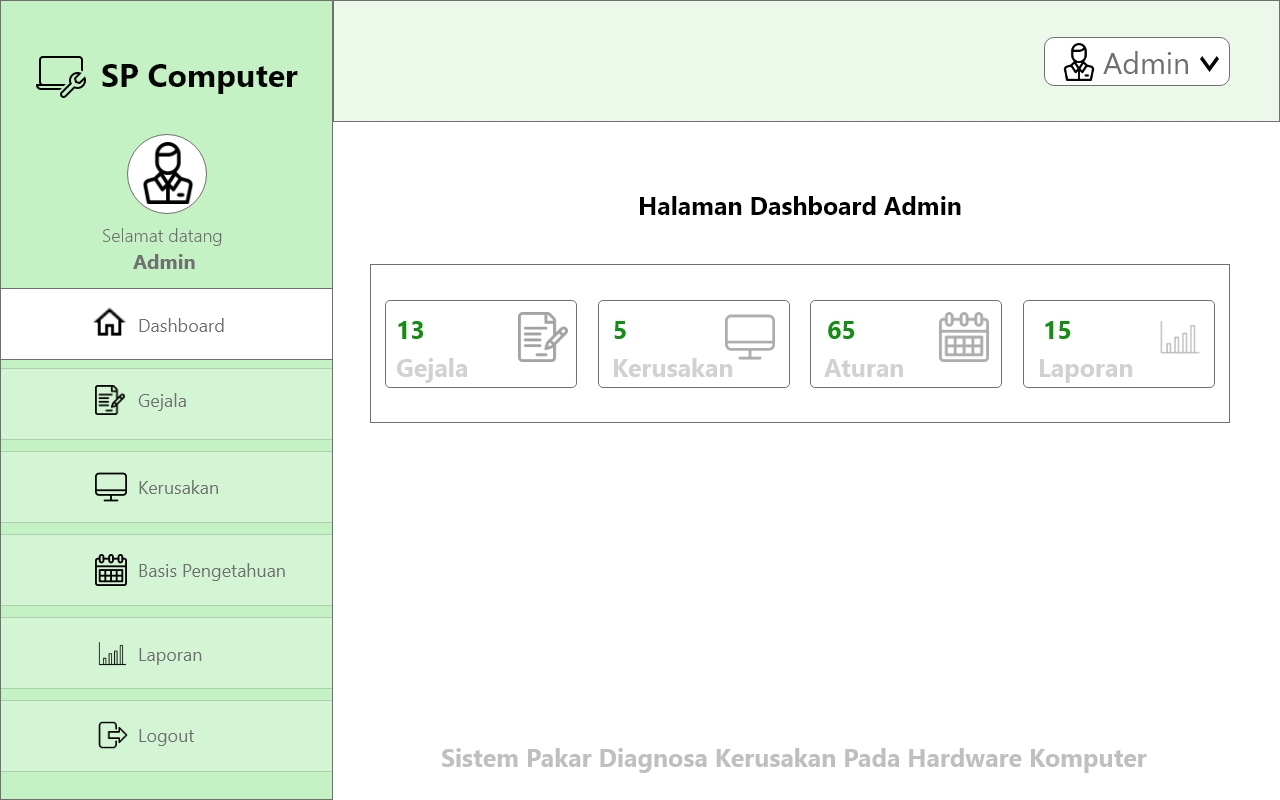 SP Computer
Selamat datang
Admin
Dashboard
Gejala
Kerusakan
Basis Pengetahuan
Laporan
Logout
Admin
Halaman Dashboard Admin
13
Gejala
5
Kerusakan
65
Aturan
15
Laporan
Sistem Pakar Diagnosa Kerusakan Pada Hardware Komputer